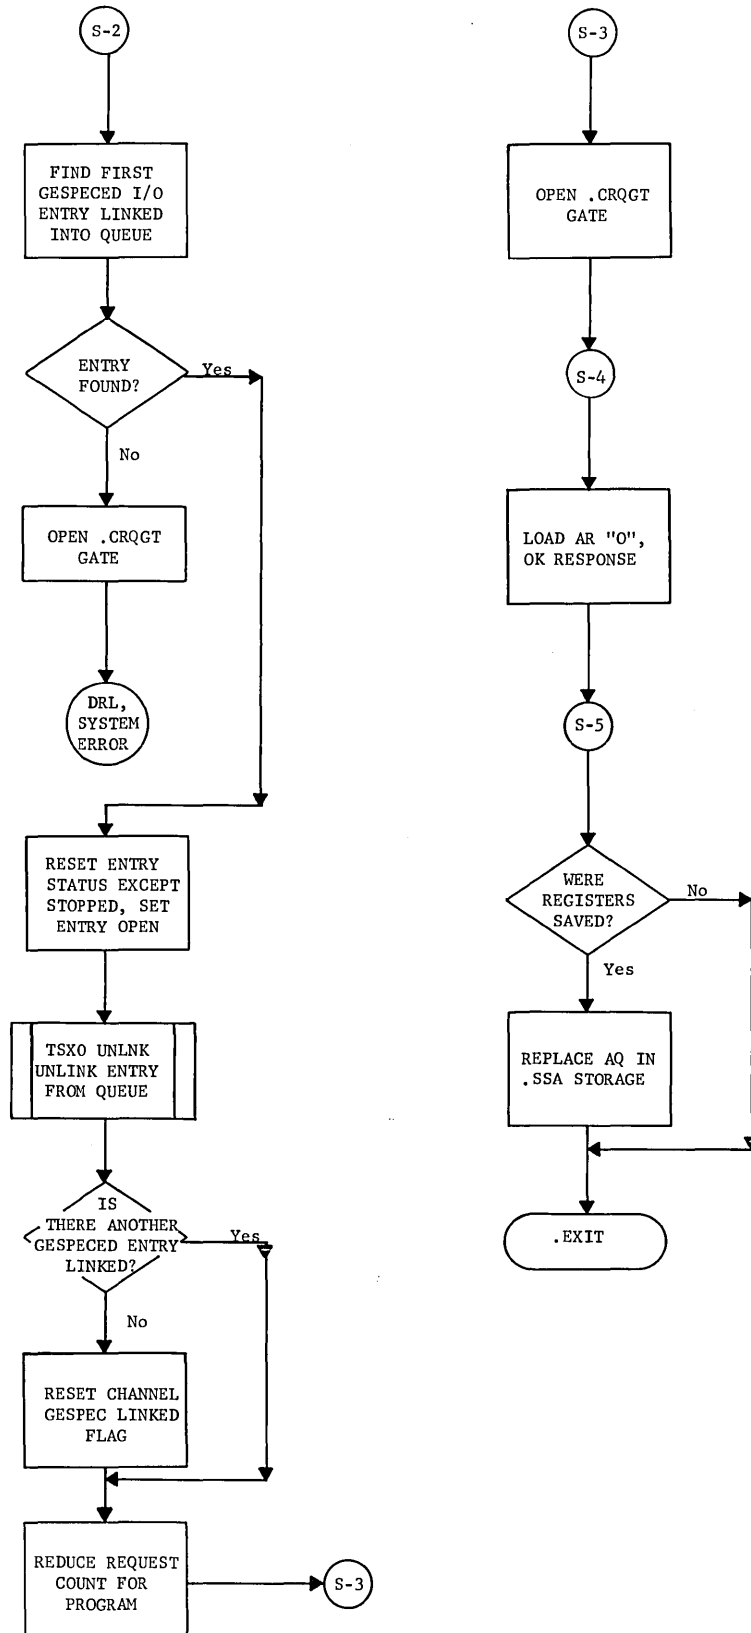 S-2
FIND FIRST
GESPECED I/O
ENTRY LINKED
INTO QUEUE
ENTRY
FOUND?
Yes
No
OPEN .CRQGT
GATE
DRL,
SYSTEM
ERROR
RESET ENTRY
STATUS EXCEPT
STOPPED, SET
ENTRY OPEN
TSX0 UNLNK
UNLINK ENTRY
FROM QUEUE
IS
THERE ANOTHER
GESPECED ENTRY
LINKED?
Yes
No
RESET CHANNEL
GESPEC LINKED
FLAG
REDUCE REQUEST
COUNT FOR
PROGRAM
S-3
S-3
OPEN .CRQGT
GATE
S-4
LOAD AR "0",
OK RESPONSE
S-5
WERE
REGISTERS
SAVED?
No
Yes
REPLACE AQ IN
.SSA STORAGE
.EXIT